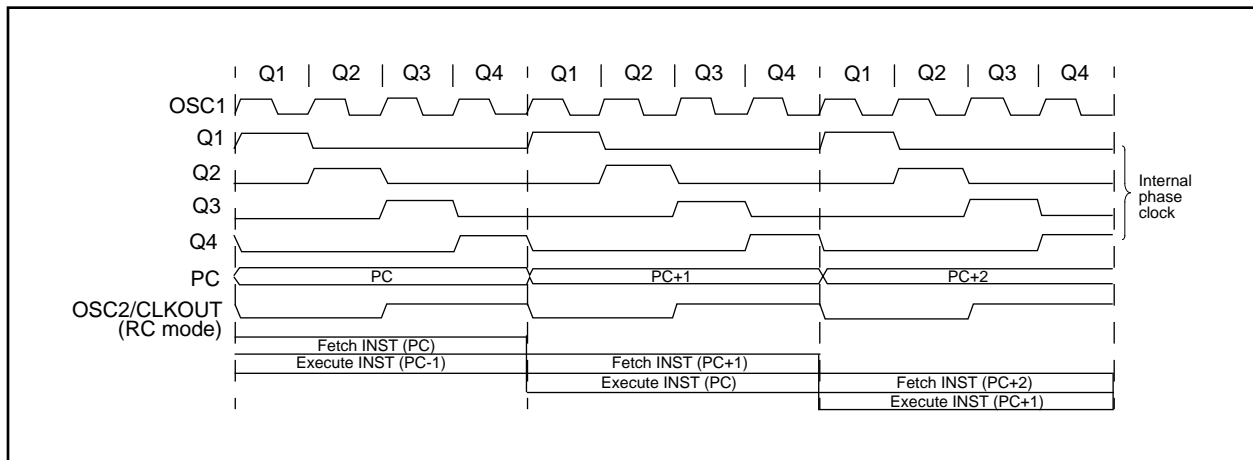 Q1 Q2 Q3 Q4 Q1 Q2 Q3 Q4 Q1 Q2 Q3 Q4
OSC1
Q1
Q2
Q3
Q4
PC
PC PC+1 PC+2
OSC2/CLKOUT
(RC mode)
Internal
phase
clock
Fetch INST (PC)
Execute INST (PC-1) Fetch INST (PC+1)
Execute INST (PC) Fetch INST (PC+2)
Execute INST (PC+1)